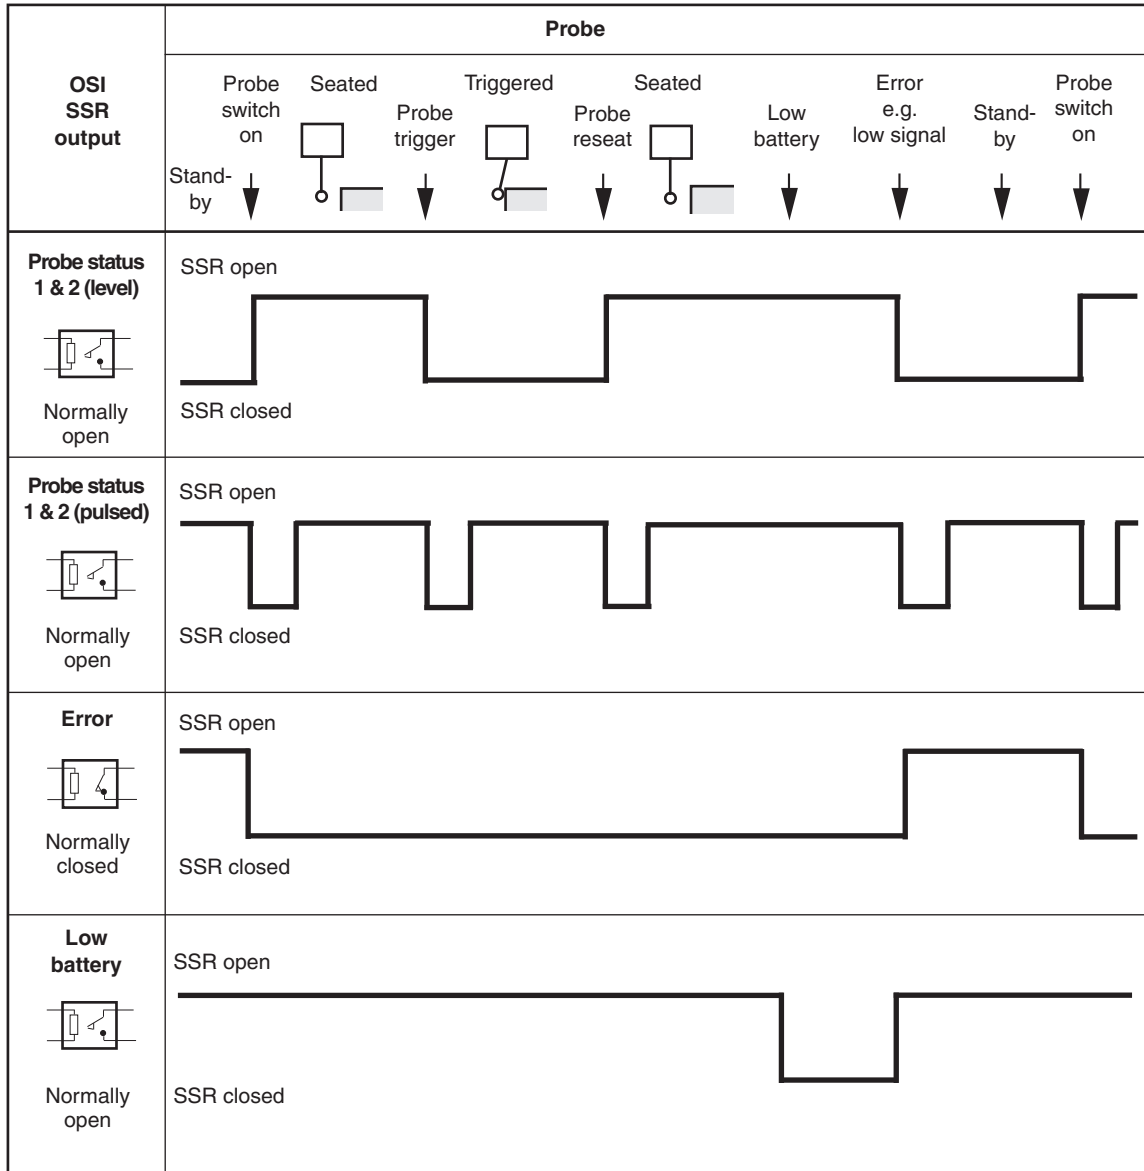 Probe
OSI
SSR
output
Stand-
by
Probe
switch
on
Seated
Probe
trigger
Triggered
Probe
reseat
Seated
Low
battery
Error
e.g.
low signal
Stand-
by
Probe
switch
on
Probe status
1 & 2 (level)
Normally
open
SSR open
SSR closed
Probe status
1 & 2 (pulsed)
Normally
open
SSR open
SSR closed
Error
Normally
closed
SSR open
SSR closed
Low
battery
Normally
open
SSR open
SSR closed